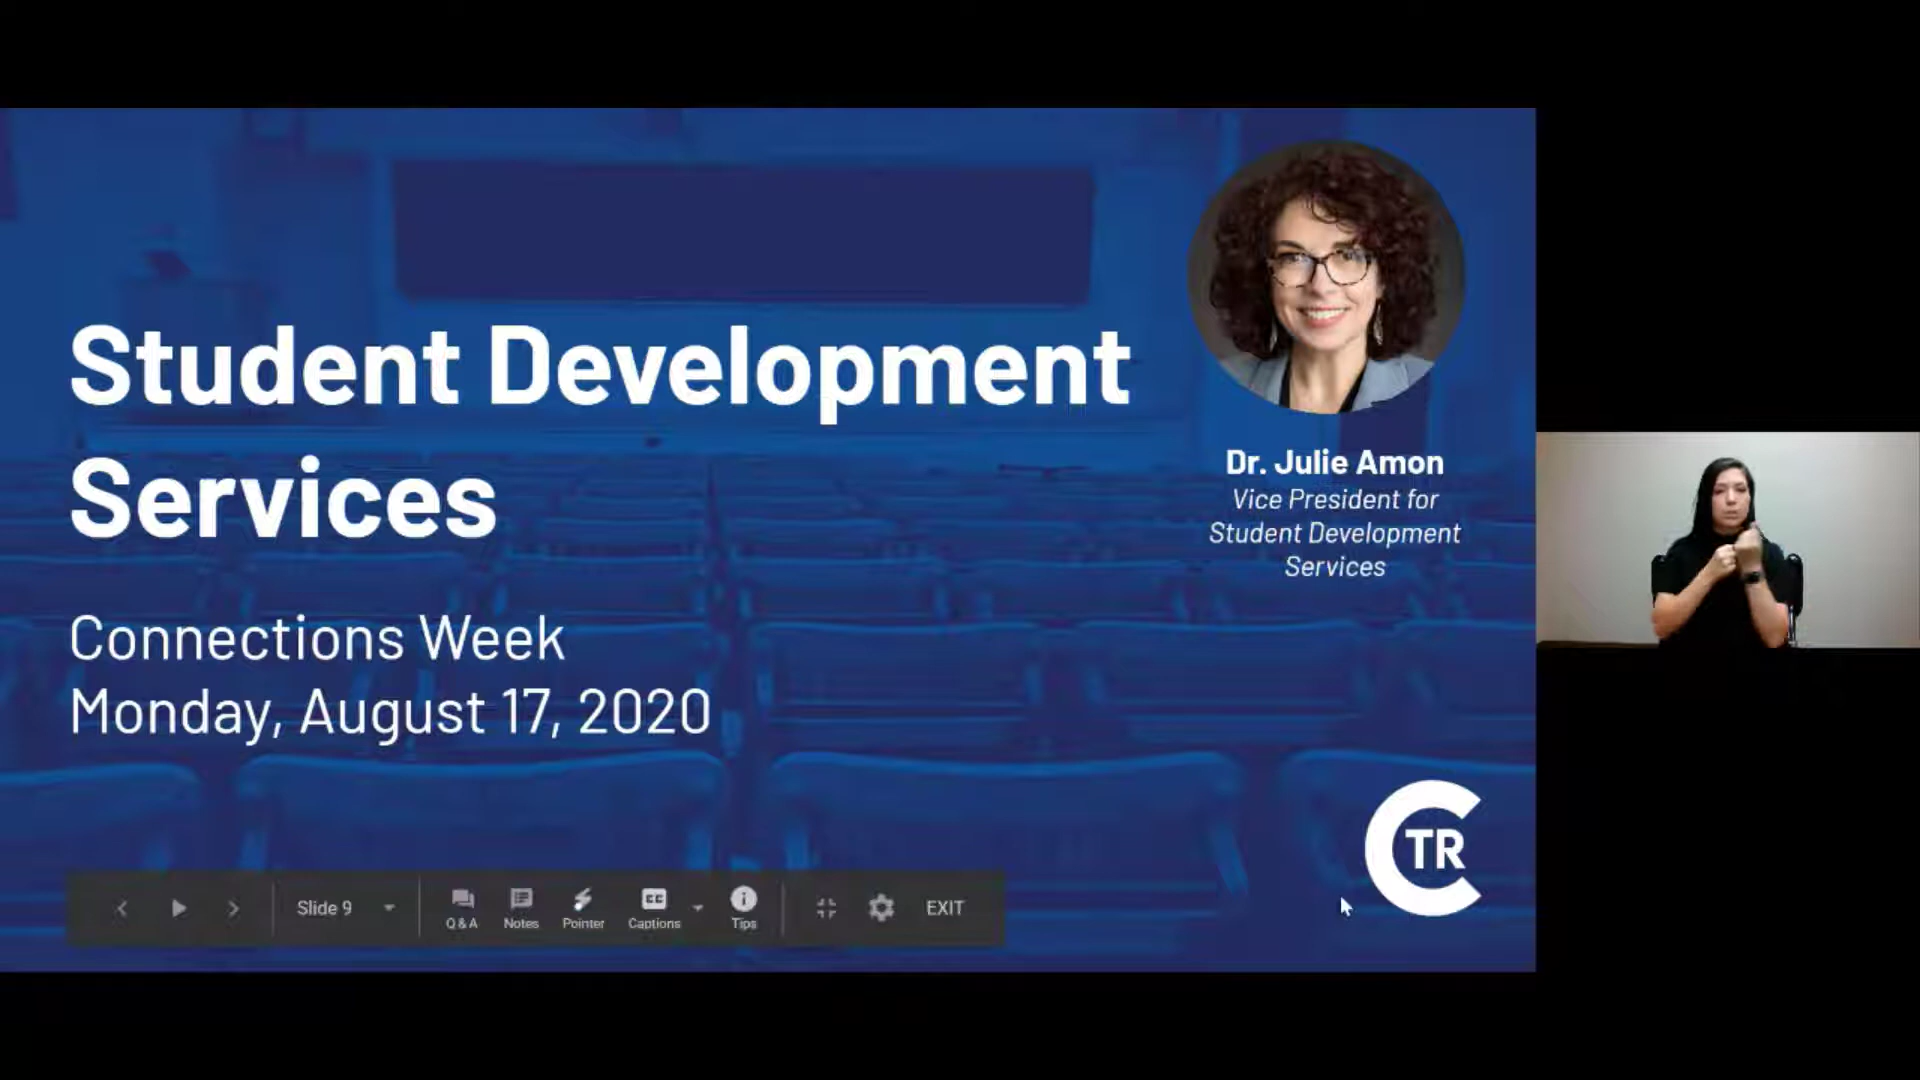 Student Development
Services
Connections Week
Monday, August 17, 2020
Dr. Julie Amon
Vice President for
Student Development
Services
TR
Slide 9
Q & A
Notes
Pointer
CC
Captions
Tips
EXIT